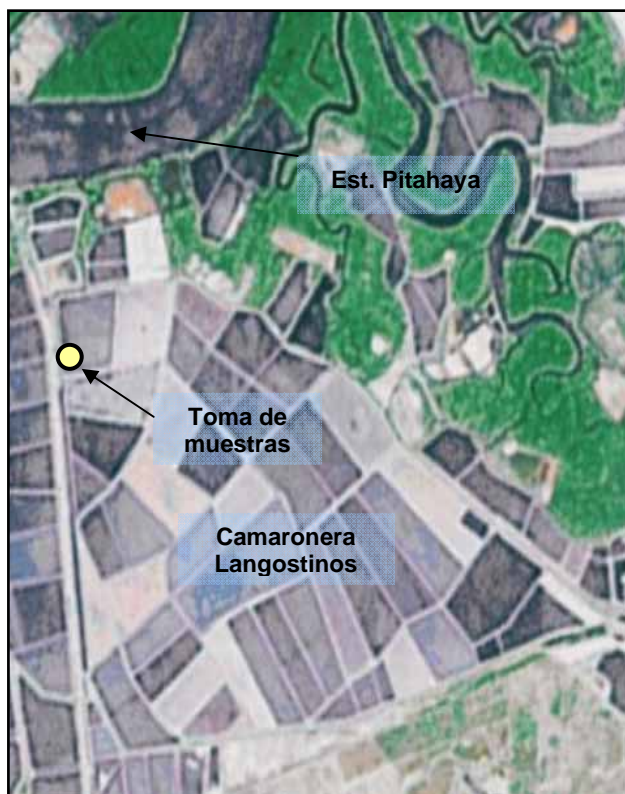 Est. Pitahaya
Toma de
muestras
Camaronera
Langostinos